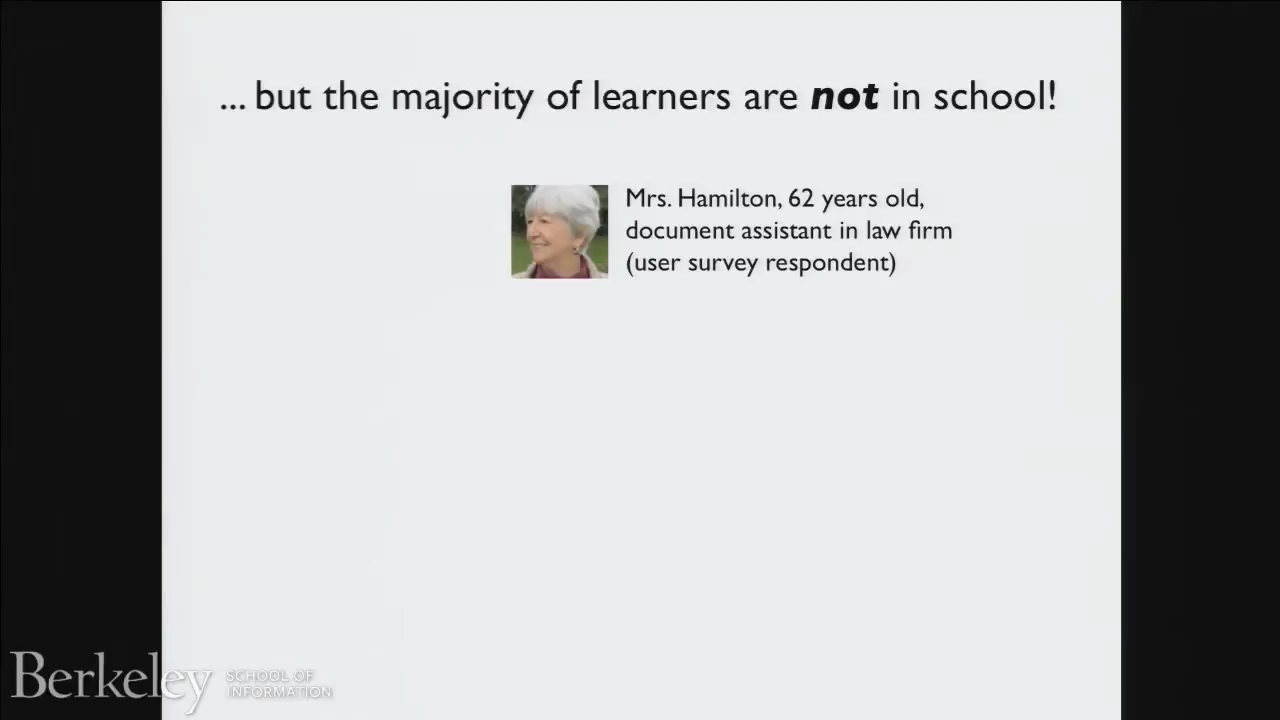 ... but the majority of learners are not in school!
Mrs. Hamilton, 62 years old,
document assistant in law firm
(user survey respondent)
Berkeley
SCHOOL OF
INFORMATION